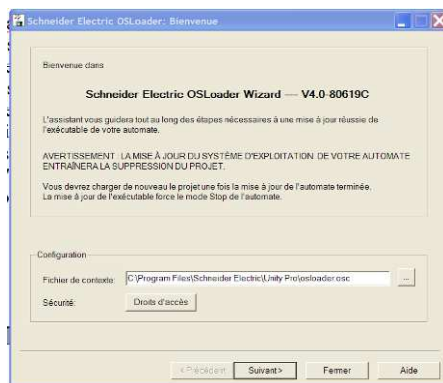 Schneider Electric OSLoader: Bienvenue
Bienvenue dans
Schneider Electric OSLoader Wizard --- V4.0-80619C
L'assistant vous guidera tout au long des étapes nécessaires à une mise à jour réussie de
l'exécutable de votre automate.
AVERTISSEMENT : LA MISE À JOUR DU SYSTÈME D'EXPLOITATION DE VOTRE AUTOMATE
ENTRAÎNERA LA SUPPRESSION DU PROJET.
Vous devrez charger de nouveau le projet une fois la mise à jour de l'automate terminée.
La mise à jour de l'exécutable force le mode Stop de l'automate.
Configuration
Fichier de contexte: C:\Program Files\Schneider Electric\Unity Pro\osloader.osc ...
Sécurité: Droits d'accès
<Précédent Suivant> Fermer Aide